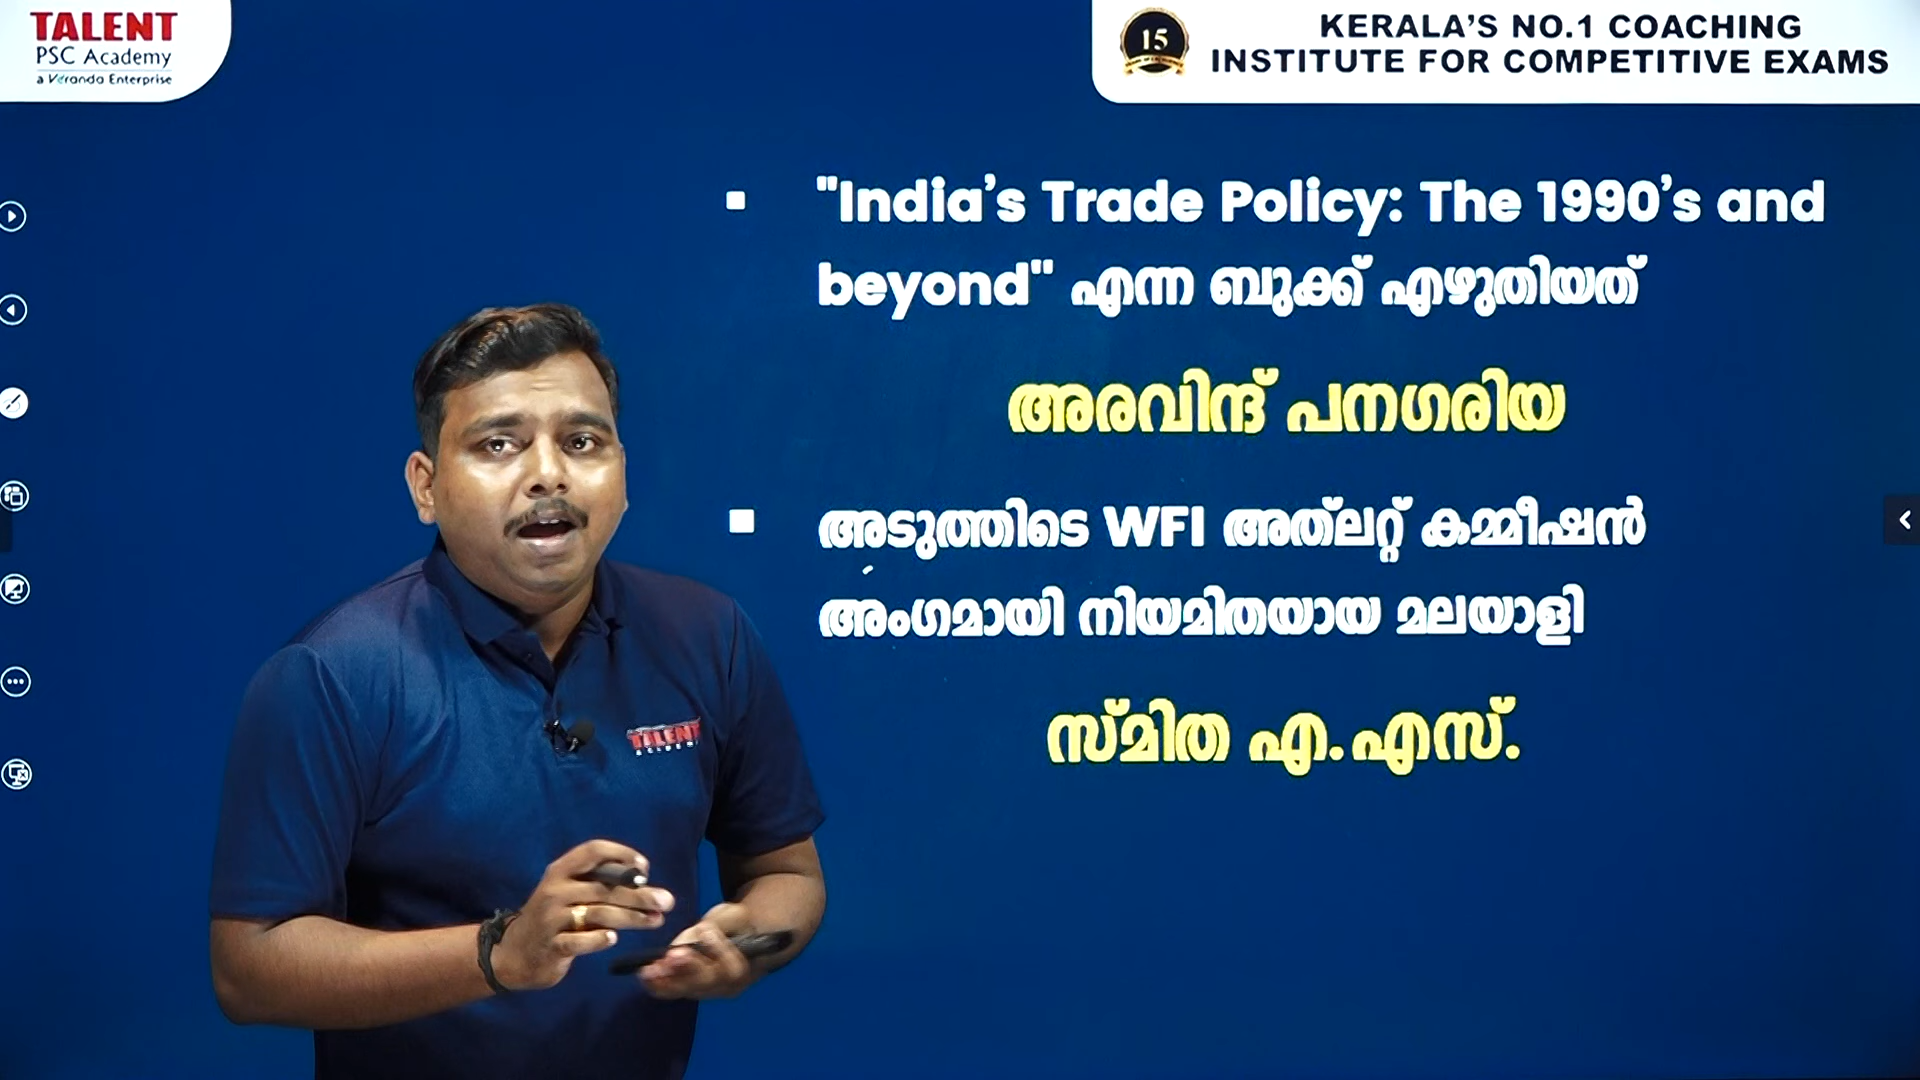 TALENT
PSC Academy
a Veranda Enterprise
15
KERALA’S NO.1 COACHING
INSTITUTE FOR COMPETITIVE EXAMS
"India’s Trade Policy: The 1990’s and
beyond" എന്ന ബുക്ക് എഴുതിയത്
അരവിന്ദ് പനഗരിയ
അടുത്തിടെ WFI അത്‌ലറ്റ് കമ്മീഷൻ
അംഗമായി നിയമിതയായ മലയാളി
സ്മിത എ.എസ്.
TALENT